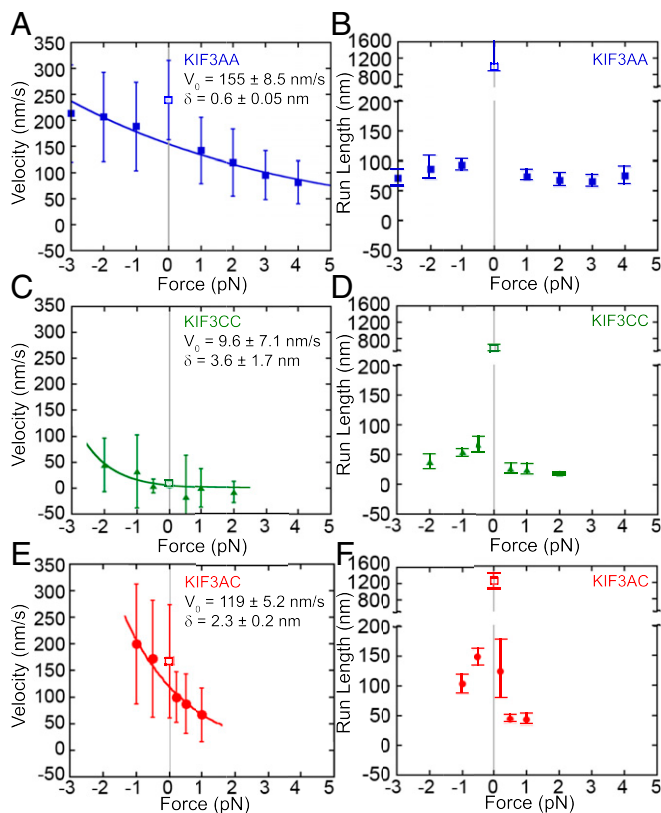 A
350
300
250
200
150
100
50
0
-50
Velocity (nm/s)
KIF3AA
V0 = 155 ± 8.5 nm/s
δ = 0.6 ± 0.05 nm
-3 -2 -1 0 1 2 3 4 5
Force (pN)
B
1600
1200
800
200
150
100
50
0
-50
Run Length (nm)
KIF3AA
-3 -2 -1 0 1 2 3 4 5
Force (pN)
C
350
300
250
200
150
100
50
0
-50
Velocity (nm/s)
KIF3CC
V0 = 9.6 ± 7.1 nm/s
δ = 3.6 ± 1.7 nm
-3 -2 -1 0 1 2 3 4 5
Force (pN)
D
1600
1200
800
200
150
100
50
0
-50
Run Length (nm)
KIF3CC
-3 -2 -1 0 1 2 3 4 5
Force (pN)
E
350
300
250
200
150
100
50
0
-50
Velocity (nm/s)
KIF3AC
V0 = 119 ± 5.2 nm/s
δ = 2.3 ± 0.2 nm
-3 -2 -1 0 1 2 3 4 5
Force (pN)
F
1600
1200
800
200
150
100
50
0
-50
Run Length (nm)
KIF3AC
-3 -2 -1 0 1 2 3 4 5
Force (pN)